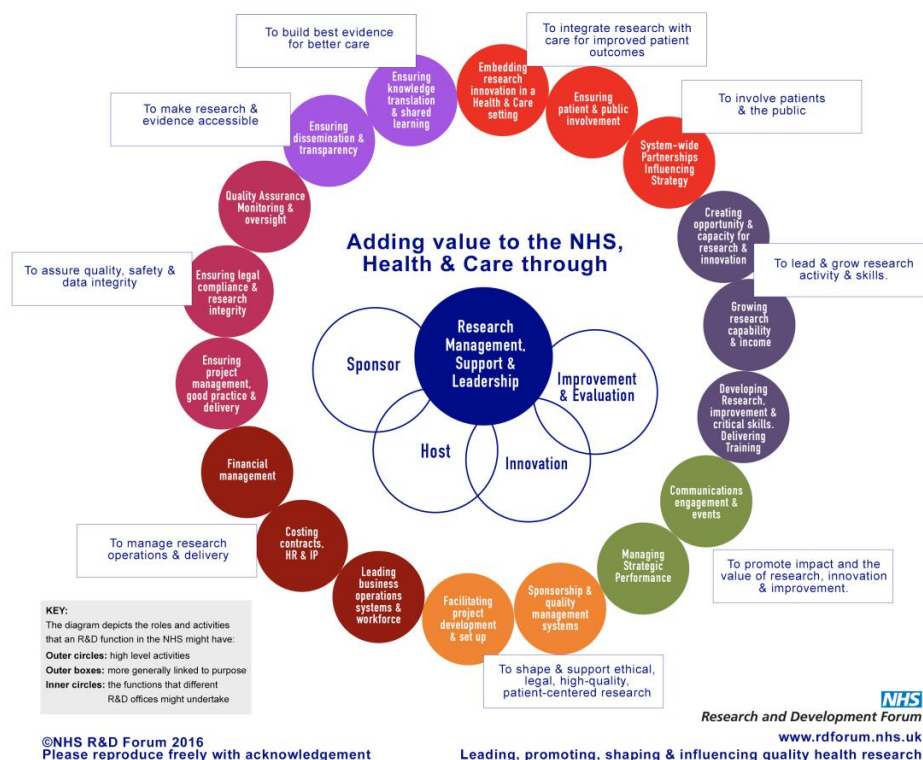 To build best evidence
for better care
To integrate research with
care for improved patient
outcomes
To make research &
evidence accessible
To involve patients
& the public
Ensuring
knowledge
translation
& shared
learning
Embedding
research
innovation in a
Health & Care
setting
Ensuring
patient & public
involvement
Ensuring
dissemination &
transparency
System-wide
Partnerships
Influencing
Strategy
Quality Assurance
Monitoring &
oversight
Creating
opportunity &
capacity for
research &
innovation
Adding value to the NHS,
Health & Care through
To assure quality, safety &
data integrity
Ensuring legal
compliance &
research
integrity
To lead & grow research
activity & skills.
Growing
research
capability
& income
Research
Management,
Support &
Leadership
Sponsor
Improvement
& Evaluation
Host
Innovation
Ensuring
project
management,
good practice &
delivery
Developing
Research,
improvement &
critical skills.
Delivering
Training
Financial
management
Communications
engagement &
events
To manage research
operations & delivery
Costing
contracts,
HR & IP
Managing
Strategic
Performance
To promote impact and the
value of research, innovation
& improvement.
Leading
business
operations
systems &
workforce
Facilitating
project
development
& set up
Sponsorship &
quality
management
systems
To shape & support ethical,
legal, high-quality,
patient-centered research
KEY:
The diagram depicts the roles and activities
that an R&D function in the NHS might have:
Outer circles: high level activities
Outer boxes: more generally linked to purpose
Inner circles: the functions that different
R&D offices might undertake
NHS
Research and Development Forum
www.rdforum.nhs.uk
©NHS R&D Forum 2016
Please reproduce freely with acknowledgement
Leading, promoting, shaping & influencing quality health research